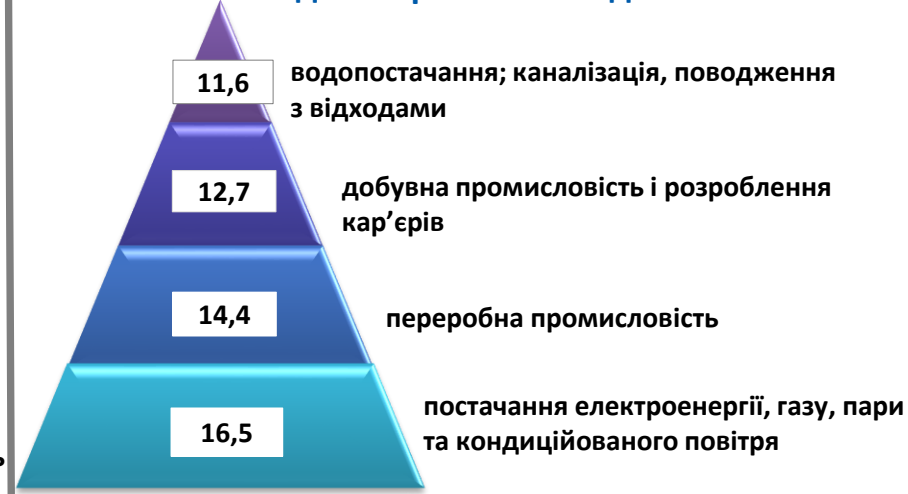 11,6
водопостачання; каналізація, поводження
з відходами
12,7
добувна промисловість і розроблення
кар’єрів
14,4
переробна промисловість
16,5
постачання електроенергії, газу, пари
та кондиційованого повітря